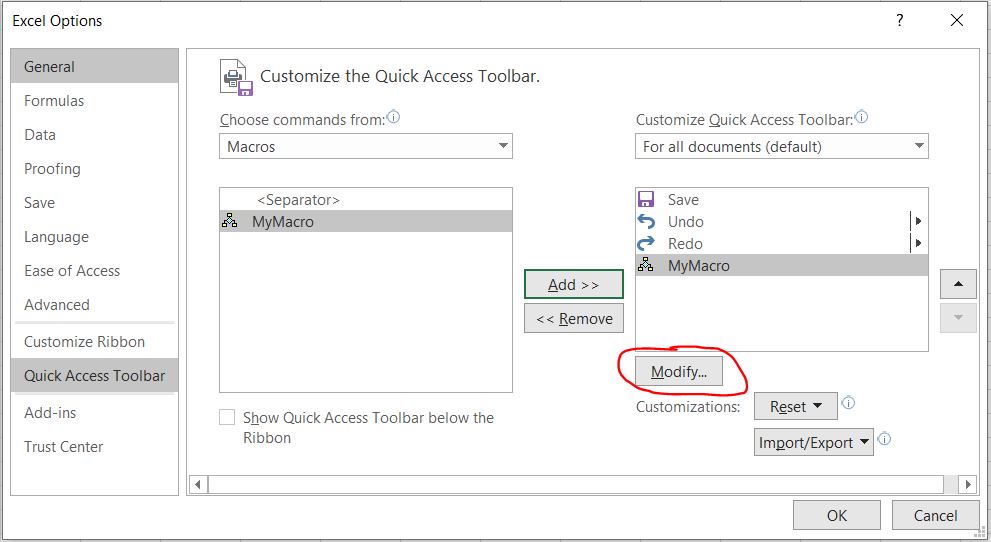 Excel Options
?
General
Formulas
Data
Proofing
Save
Language
Ease of Access
Advanced
Customize Ribbon
Quick Access Toolbar
Add-ins
Trust Center
Customize the Quick Access Toolbar.
Choose commands from:
Macros
<Separator>
MyMacro
Show Quick Access Toolbar below the
Ribbon
Add >>
<< Remove
Customize Quick Access Toolbar:
For all documents (default)
Save
Undo
Redo
MyMacro
Modify...
Customizations:
Reset
Import/Export
OK
Cancel